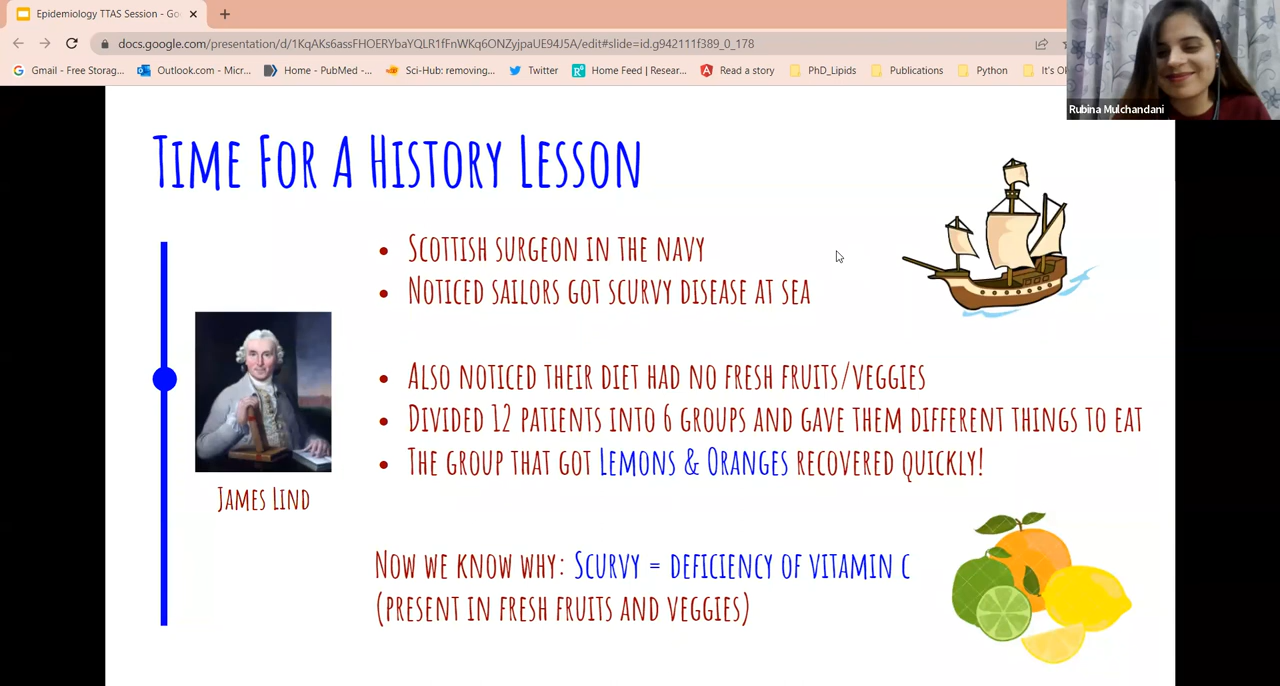 Epidemiology TTAS Session - Go
docs.google.com/presentation/d/1KqAKs6assFHOERYbaYQLR1fFnWKq6ONZyjpaUE94J5A/edit#slide=id.g942111f389_0_178
Gmail - Free Storag... Outlook.com - Micr... Home - PubMed -... Sci-Hub: removing... Twitter Home Feed | Resear... Read a story PhD_Lipids Publications Python It's
Rubina Mulchandani
TIME FOR A HISTORY LESSON
• SCOTTISH SURGEON IN THE NAVY
• NOTICED SAILORS GOT SCURVY DISEASE AT SEA
• ALSO NOTICED THEIR DIET HAD NO FRESH FRUITS/VEGGIES
• DIVIDED 12 PATIENTS INTO 6 GROUPS AND GAVE THEM DIFFERENT THINGS TO EAT
• THE GROUP THAT GOT LEMONS & ORANGES RECOVERED QUICKLY!
JAMES LIND
NOW WE KNOW WHY: SCURVY = DEFICIENCY OF VITAMIN C
(PRESENT IN FRESH FRUITS AND VEGGIES)